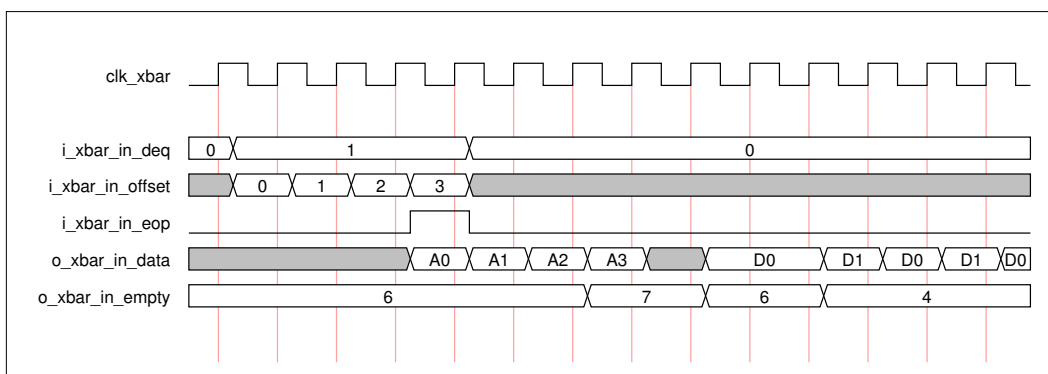 clk_xbar
i_xbar_in_deq 0 1 0
i_xbar_in_offset 0 1 2 3
i_xbar_in_eop
o_xbar_in_data A0 A1 A2 A3 D0 D1 D0 D1 D0
o_xbar_in_empty 6 7 6 4